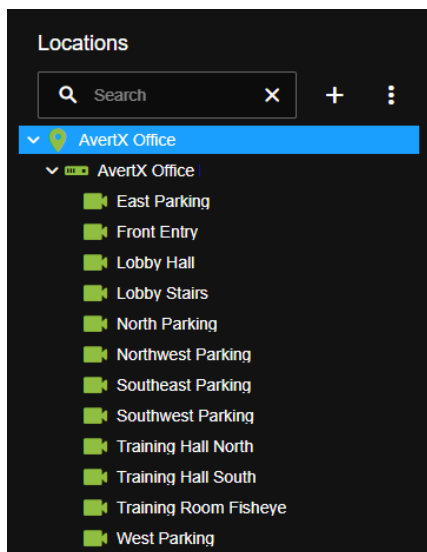 Locations
Search
AvertX Office
AvertX Office
East Parking
Front Entry
Lobby Hall
Lobby Stairs
North Parking
Northwest Parking
Southeast Parking
Southwest Parking
Training Hall North
Training Hall South
Training Room Fisheye
West Parking